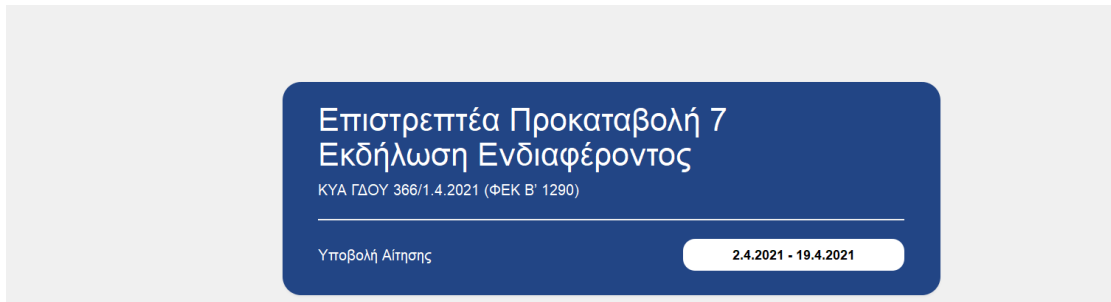 Επιστρεπτέα Προκαταβολή 7
Εκδήλωση Ενδιαφέροντος
ΚΥΑ ΓΔΟΥ 366/1.4.2021 (ΦΕΚ Β’ 1290)
Υποβολή Αίτησης
2.4.2021 - 19.4.2021